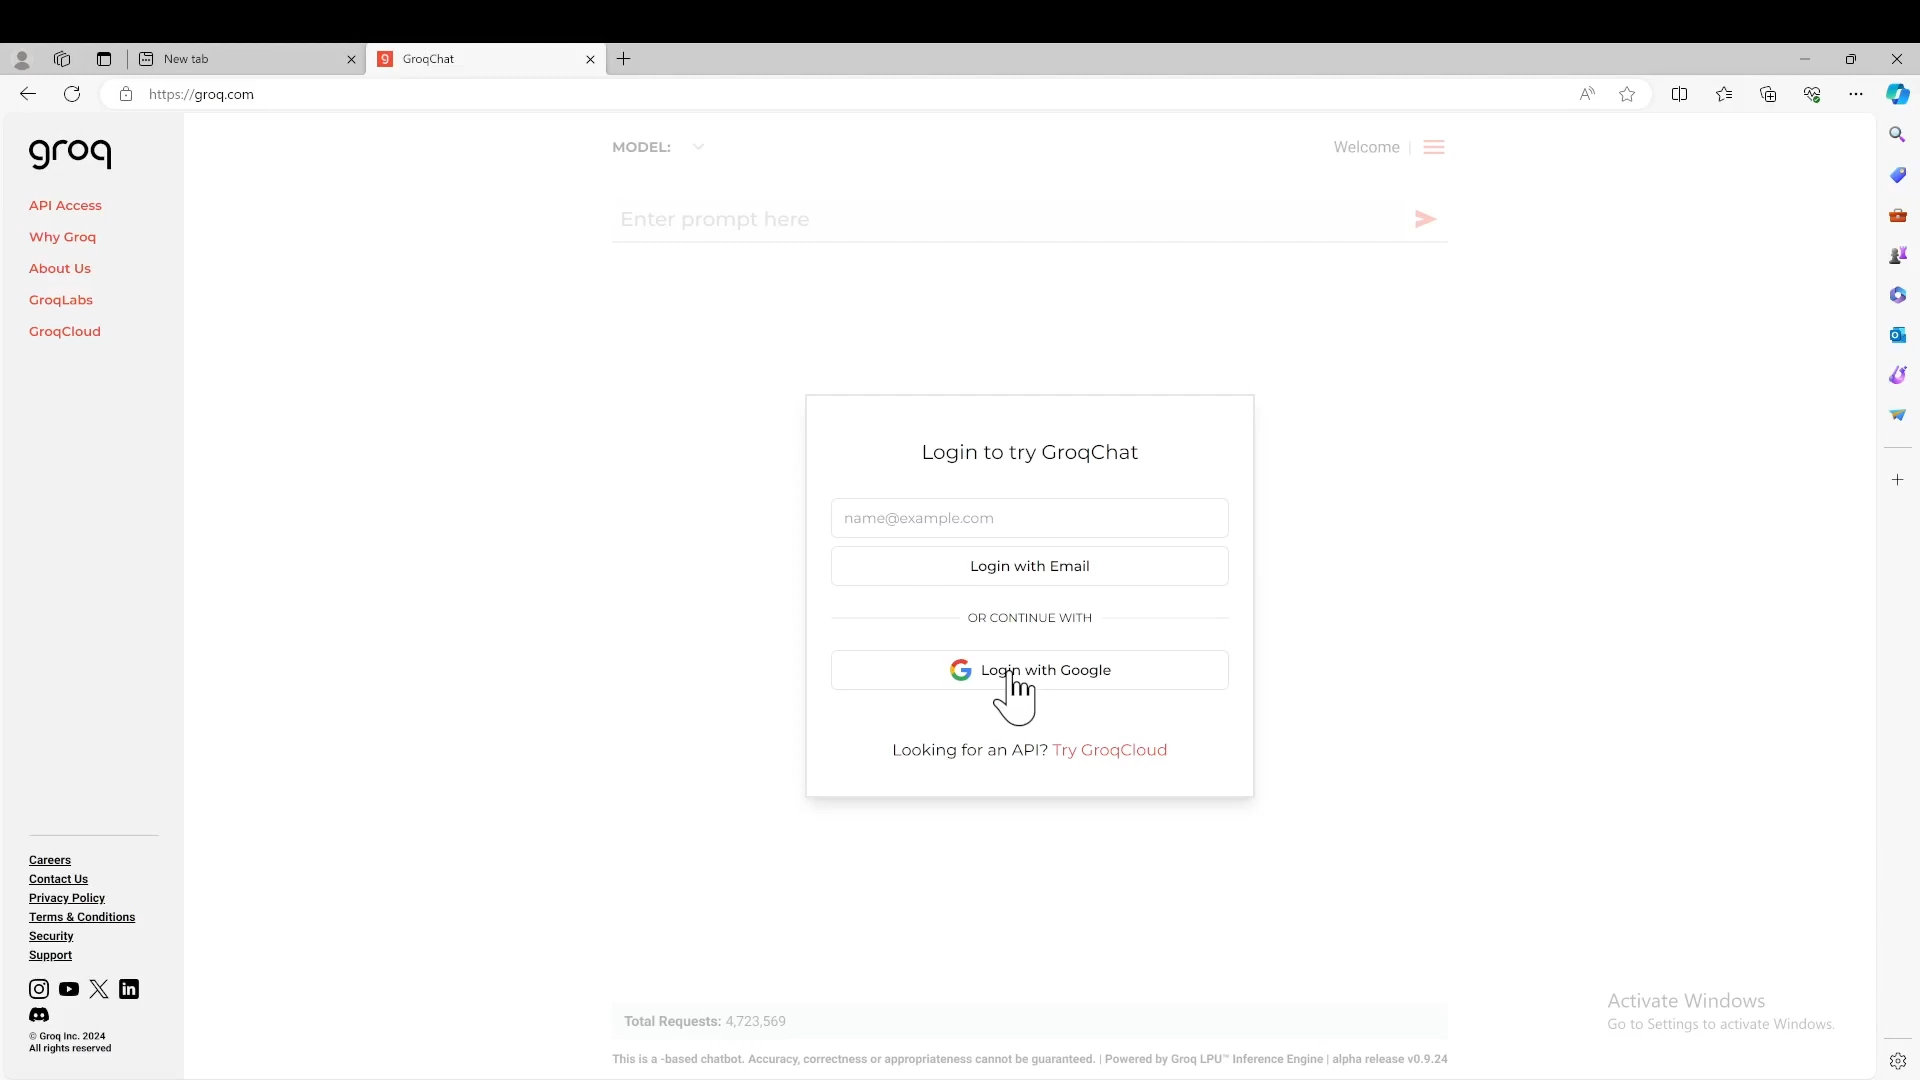 New tab
GroqChat
https://groq.com
groq
API Access
Why Groq
About Us
GroqLabs
GroqCloud
MODEL:
Welcome |
Enter prompt here
Login to try GroqChat
name@example.com
Login with Email
OR CONTINUE WITH
Login with Google
Looking for an API? Try GroqCloud
Careers
Contact Us
Privacy Policy
Terms & Conditions
Security
Support
© Groq Inc. 2024
All rights reserved
Total Requests: 4,723,569
This is a -based chatbot. Accuracy, correctness or appropriateness cannot be guaranteed. | Powered by Groq LPU™ Inference Engine | alpha release v0.9.24
Activate Windows
Go to Settings to activate Windows.